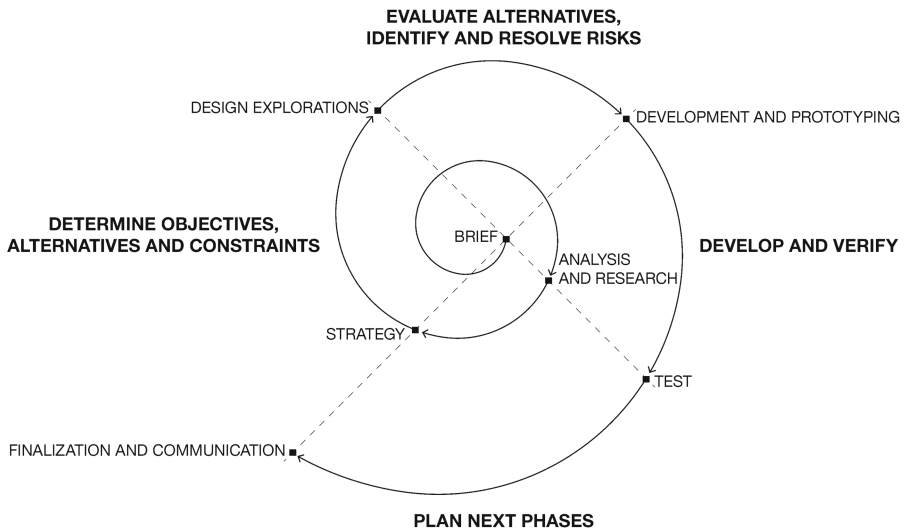 EVALUATE ALTERNATIVES,
IDENTIFY AND RESOLVE RISKS
DESIGN EXPLORATIONS
DEVELOPMENT AND PROTOTYPING
DETERMINE OBJECTIVES,
ALTERNATIVES AND CONSTRAINTS
BRIEF
DEVELOP AND VERIFY
ANALYSIS
AND RESEARCH
STRATEGY
TEST
FINALIZATION AND COMMUNICATION
PLAN NEXT PHASES